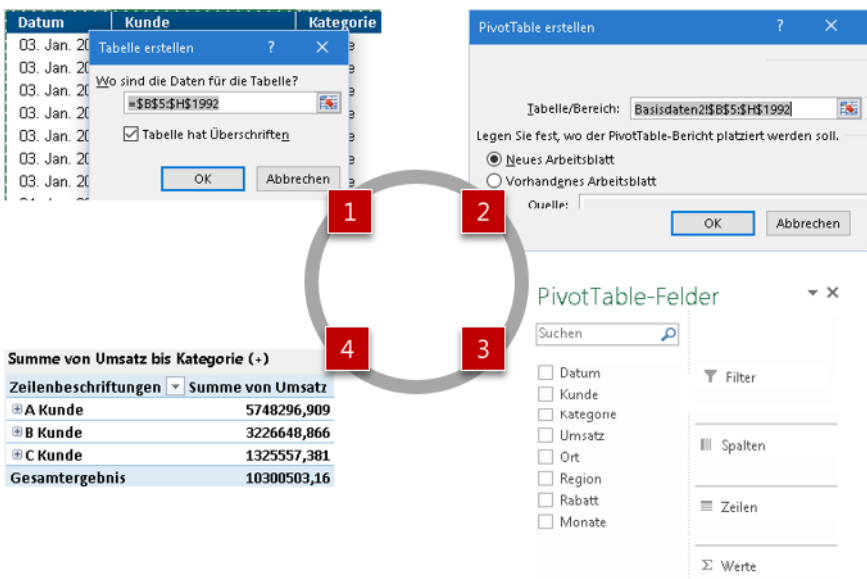 Datum Kunde Kategorie
03. Jan. 20
Tabelle erstellen ? ×
03. Jan. 20
Wo sind die Daten für die Tabelle?
03. Jan. 20
=$B$5:$H$1992
03. Jan. 20
Tabelle hat Überschriften
03. Jan. 20
03. Jan. 20
03. Jan. 20
OK Abbrechen
PivotTable erstellen ? ×
Tabelle/Bereich: Basisdaten2!$B$5:$H$1992
Legen Sie fest, wo der PivotTable-Bericht platziert werden soll.
Neues Arbeitsblatt
Vorhandenes Arbeitsblatt
Quelle:
OK Abbrechen
1 2
4 3
PivotTable-Felder
Suchen
Datum
Kunde
Kategorie
Umsatz
Ort
Region
Rabatt
Monate
Filter
Spalten
Zeilen
Σ Werte
Summe von Umsatz bis Kategorie (+)
Zeilenbeschriftungen Summe von Umsatz
A Kunde 5748296,909
B Kunde 3226648,866
C Kunde 1325557,381
Gesamtergebnis 10300503,16